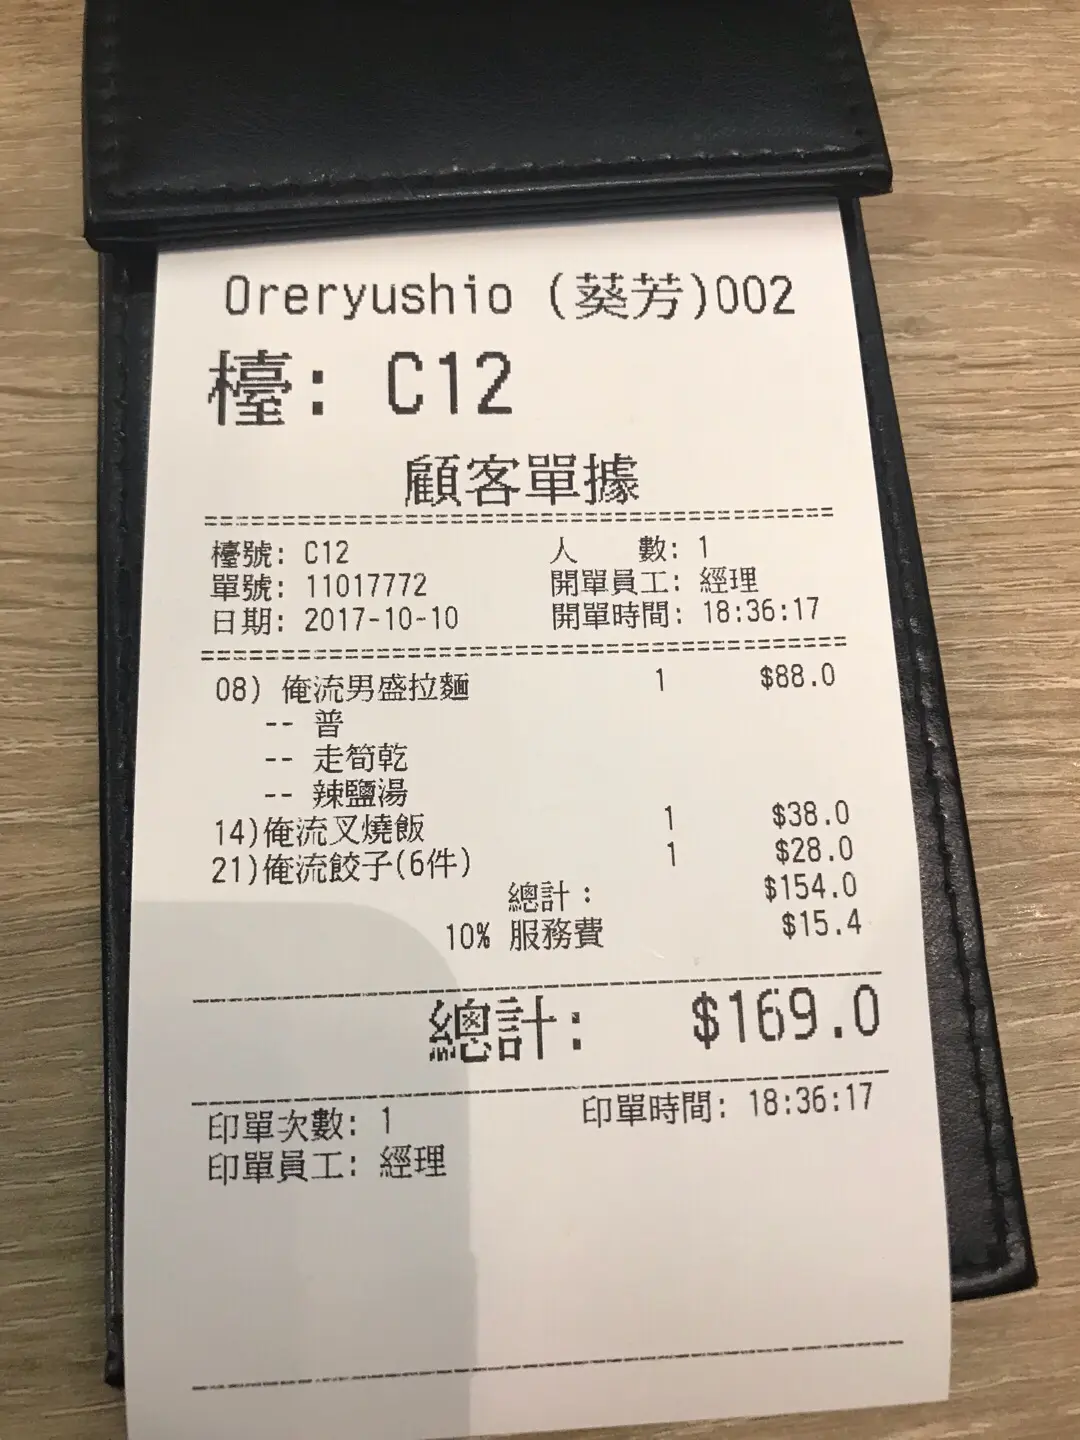 Oreryushio (葵芳)002
檯: C12
顧客單據
檯號: C12 人 數: 1
單號: 11017772 開單員工: 經理
日期: 2017-10-10 開單時間: 18:36:17
08) 俺流男盛拉麵 1 $88.0
-- 普
-- 走筍乾
-- 辣鹽湯
14)俺流叉燒飯 1 $38.0
21)俺流餃子(6件) 1 $28.0
總計: $154.0
10% 服務費 $15.4
總計: $169.0
印單次數: 1 印單時間: 18:36:17
印單員工: 經理